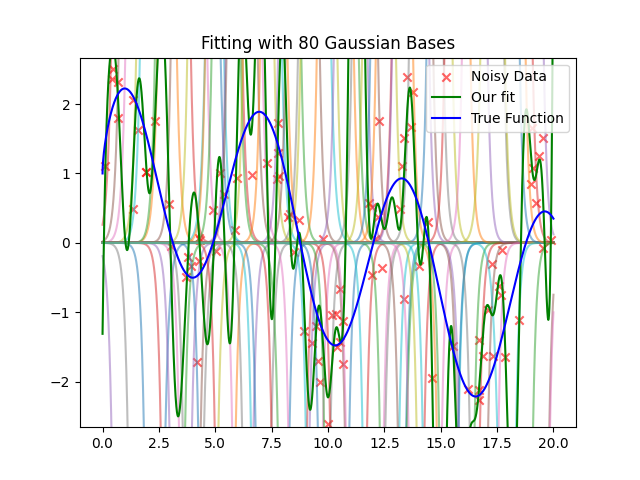 Fitting with 80 Gaussian Bases
Noisy Data
Our fit
True Function
2
1
0
−1
−2
0.0 2.5 5.0 7.5 10.0 12.5 15.0 17.5 20.0